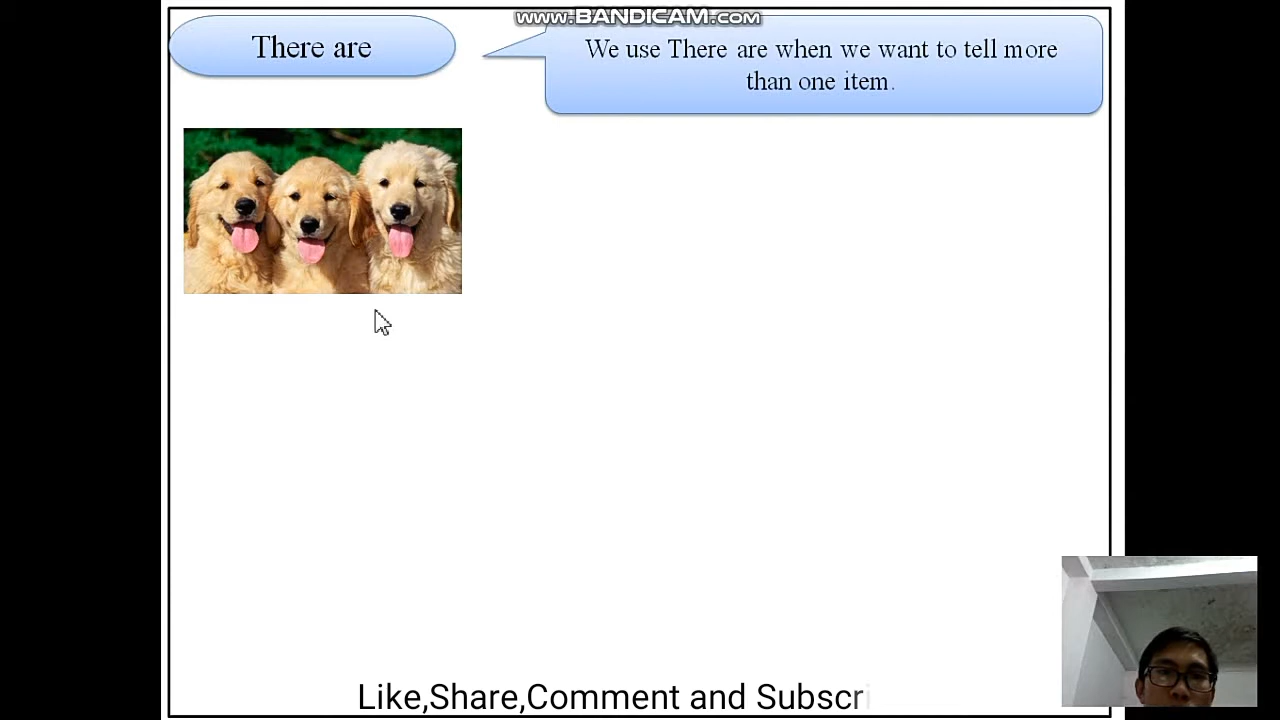 www.BANDICAM.com
There are
We use There are when we want to tell more
than one item.
Like,Share,Comment and Subscri